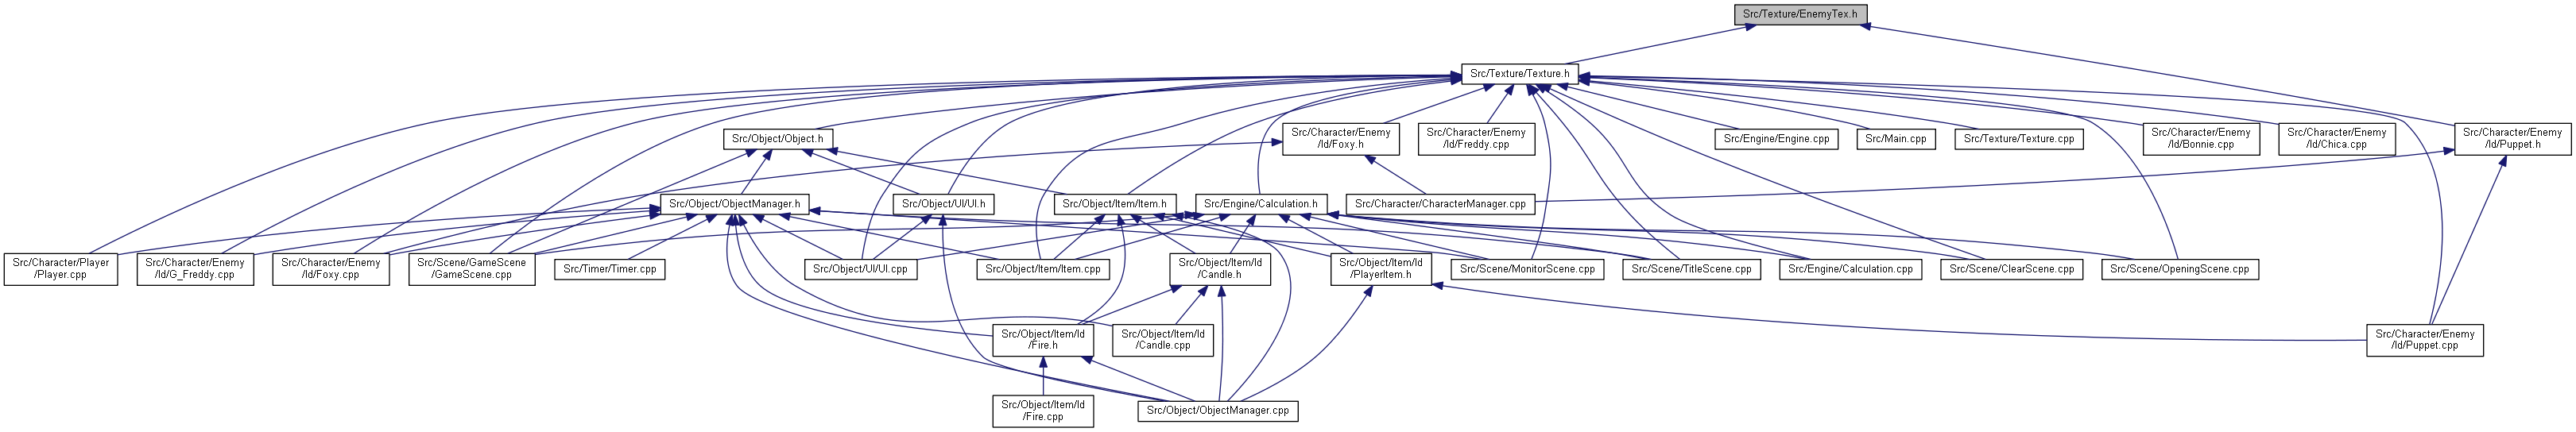 Src/Texture/EnemyTex.h
Src/Texture/Texture.h
Src/Object/Object.h
Src/Character/Enemy
/Id/Foxy.h
Src/Character/Enemy
/Id/Freddy.cpp
Src/Engine/Engine.cpp
Src/Main.cpp
Src/Texture/Texture.cpp
Src/Character/Enemy
/Id/Bonnie.cpp
Src/Character/Enemy
/Id/Chica.cpp
Src/Character/Enemy
/Id/Puppet.h
Src/Object/ObjectManager.h
Src/Object/UI/UI.h
Src/Object/Item/Item.h
Src/Engine/Calculation.h
Src/Character/CharacterManager.cpp
Src/Character/Player
/Player.cpp
Src/Character/Enemy
/Id/G_Freddy.cpp
Src/Character/Enemy
/Id/Foxy.cpp
Src/Scene/GameScene
/GameScene.cpp
Src/Timer/Timer.cpp
Src/Object/UI/UI.cpp
Src/Object/Item/Item.cpp
Src/Object/Item/Id
/Candle.h
Src/Object/Item/Id
/PlayerItem.h
Src/Scene/MonitorScene.cpp
Src/Scene/TitleScene.cpp
Src/Engine/Calculation.cpp
Src/Scene/ClearScene.cpp
Src/Scene/OpeningScene.cpp
Src/Object/Item/Id
/Fire.h
Src/Object/Item/Id
/Candle.cpp
Src/Character/Enemy
/Id/Puppet.cpp
Src/Object/Item/Id
/Fire.cpp
Src/Object/ObjectManager.cpp